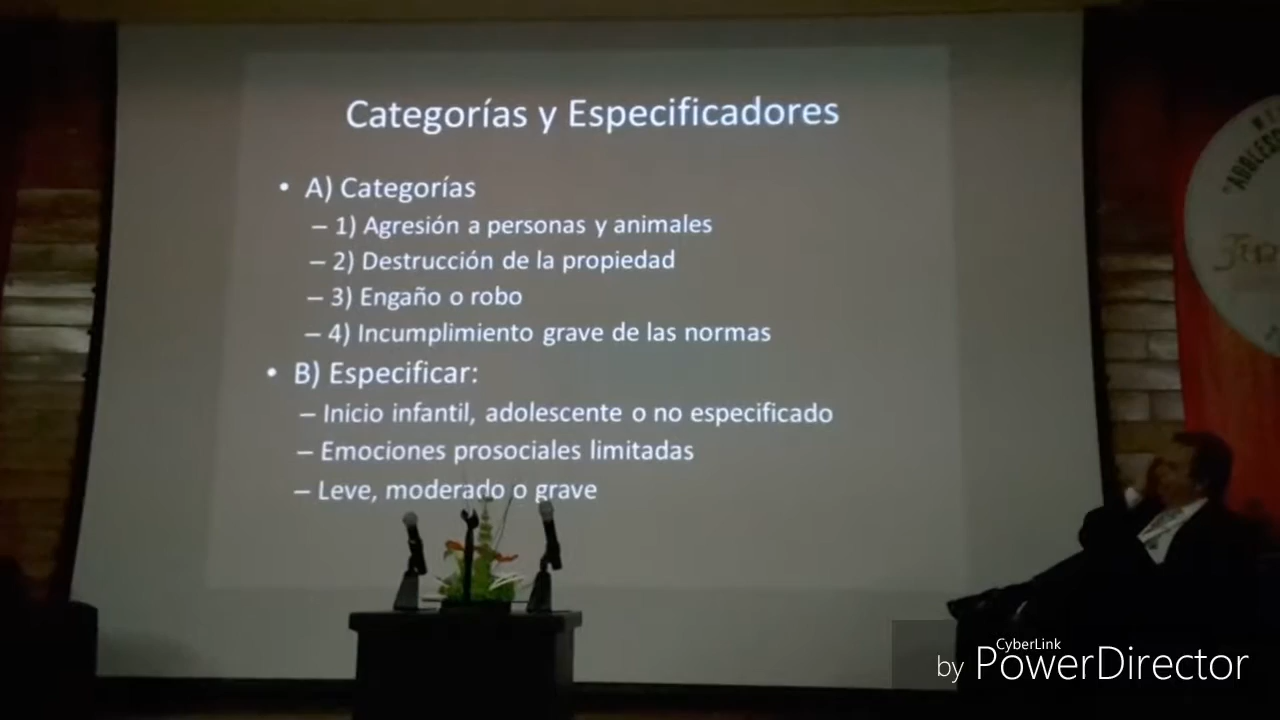 Categorías y Especificadores
• A) Categorías
– 1) Agresión a personas y animales
– 2) Destrucción de la propiedad
– 3) Engaño o robo
– 4) Incumplimiento grave de las normas
• B) Especificar:
– Inicio infantil, adolescente o no especificado
– Emociones prosociales limitadas
– Leve, moderado o grave
CyberLink
by PowerDirector